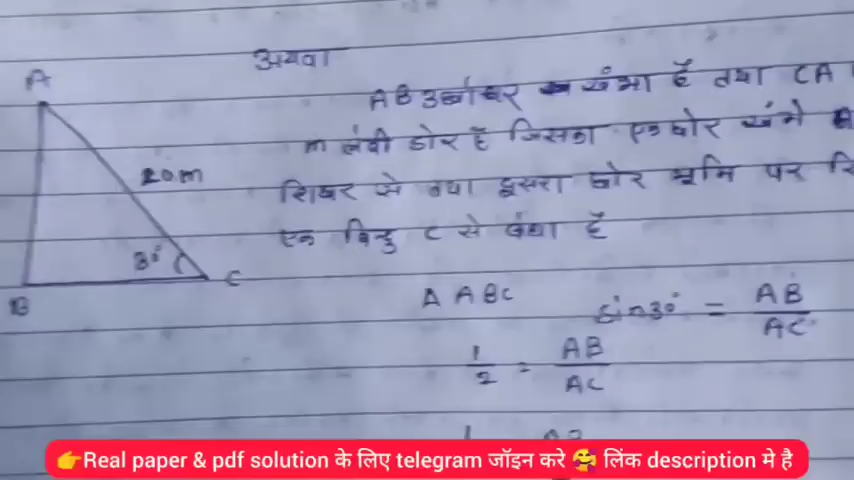 अथवा
A
AB उर्ध्वाधर खंभा है तथा CA
m लंबी डोर है जिसका एक छोर खंभे
20m
शिखर से तथा दूसरा छोर भूमि पर
एक बिन्दु C से बंधा है
30°
C
B
Δ ABC
sin30° = AB/AC
1/2 = AB/AC
👉Real paper & pdf solution के लिए telegram जॉइन करे 🥰 लिंक description मे है